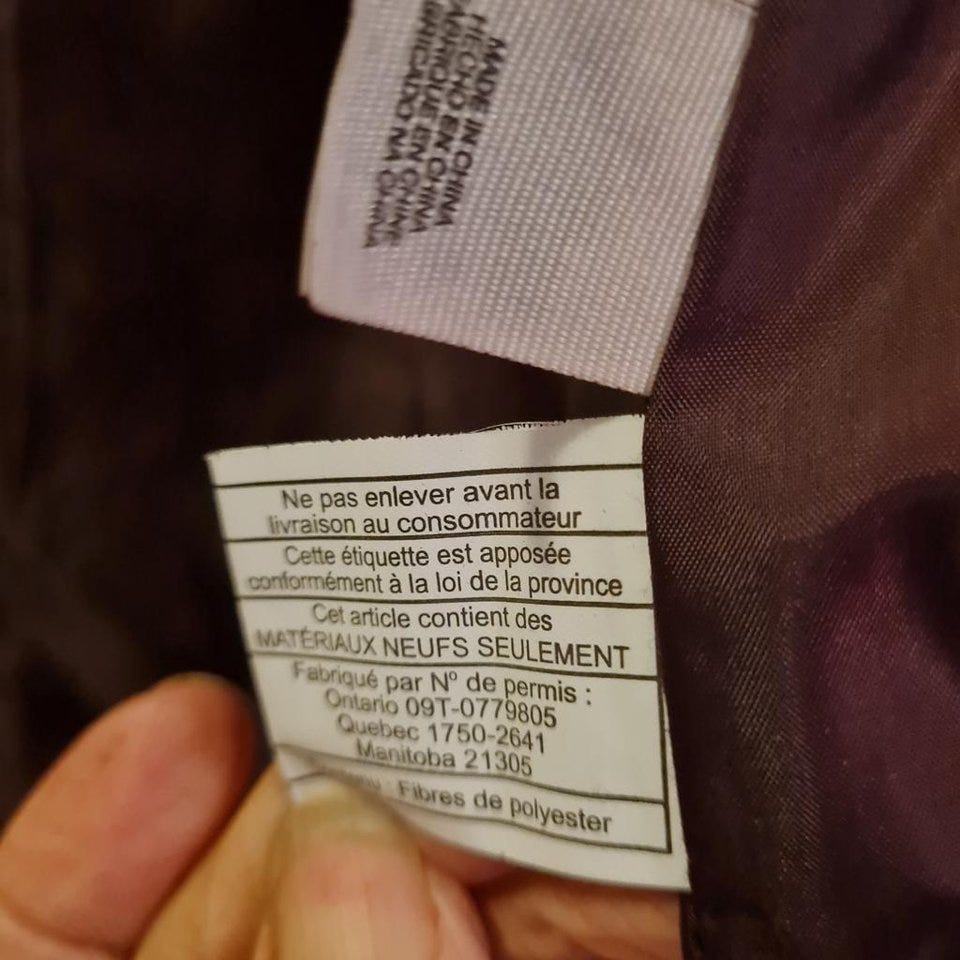 MADE IN CHINA
HECHO EN CHINA
FABRIQUE EN CHINE
FABRICADO NA CHINA
Ne pas enlever avant la
livraison au consommateur
Cette étiquette est apposée
conformément à la loi de la province
Cet article contient des
MATÉRIAUX NEUFS SEULEMENT
Fabriqué par Nº de permis :
Ontario 09T-0779805
Quebec 1750-2641
Manitoba 21305
: Fibres de polyester